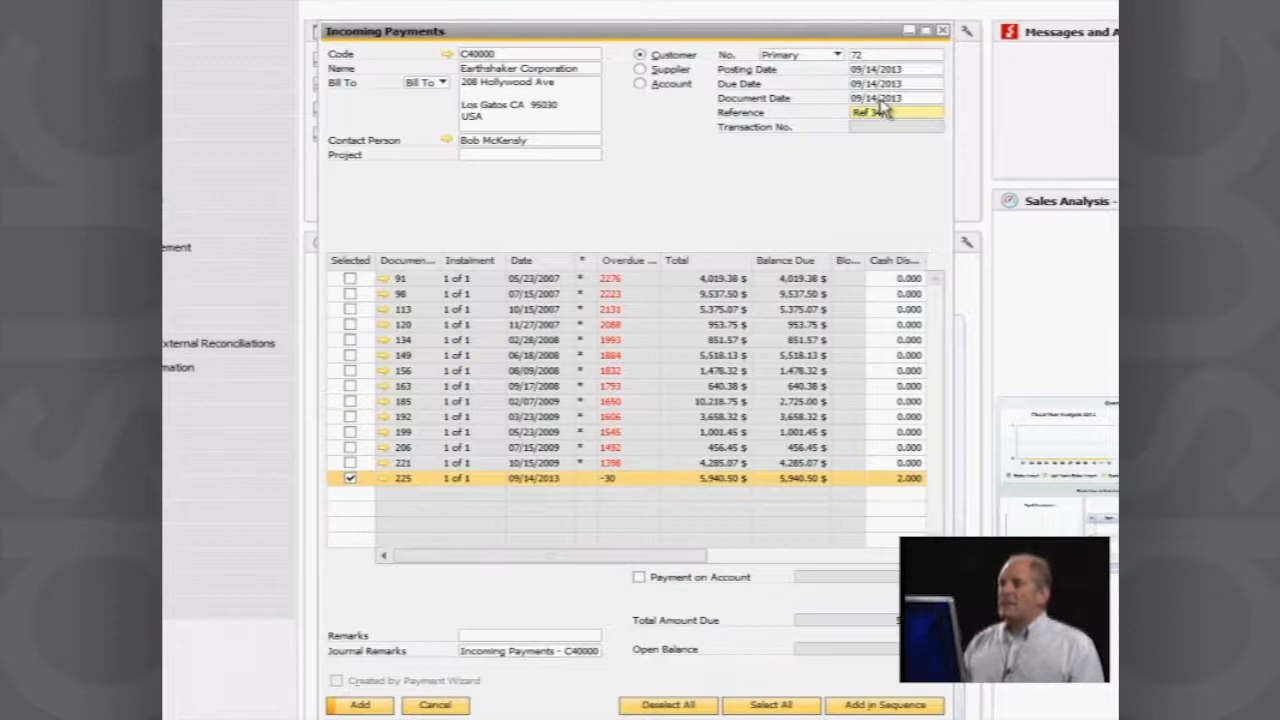 Incoming Payments
Code C40000
Name Earthshaker Corporation
Bill To Bill To 208 Hollywood Ave
Los Gatos CA 95030
USA
Contact Person Bob McKensly
Project
Customer
Supplier
Account
No. Primary 72
Posting Date 09/14/2013
Due Date 09/14/2013
Document Date 09/14/2013
Reference Ref
Transaction No.
Messages and A
Sales Analysis -
ement
xternal Reconciliations
mation
Selected Documen... Instalment Date * Overdue ... Total Balance Due Blo... Cash Dis...
91 1 of 1 05/23/2007 * 2276 4,019.38 $ 4,019.38 $ 0.000
98 1 of 1 07/15/2007 * 2223 9,537.50 $ 9,537.50 $ 0.000
113 1 of 1 10/15/2007 * 2131 5,375.07 $ 5,375.07 $ 0.000
120 1 of 1 11/27/2007 * 2088 953.75 $ 953.75 $ 0.000
134 1 of 1 02/28/2008 * 1993 851.57 $ 851.57 $ 0.000
149 1 of 1 06/18/2008 * 1884 5,518.13 $ 5,518.13 $ 0.000
156 1 of 1 08/09/2008 * 1832 1,478.32 $ 1,478.32 $ 0.000
163 1 of 1 09/17/2008 * 1793 640.38 $ 640.38 $ 0.000
185 1 of 1 02/07/2009 * 1650 10,218.75 $ 2,725.00 $ 0.000
192 1 of 1 03/23/2009 * 1606 3,658.32 $ 3,658.32 $ 0.000
199 1 of 1 05/23/2009 * 1545 1,001.45 $ 1,001.45 $ 0.000
206 1 of 1 07/15/2009 * 1492 456.45 $ 456.45 $ 0.000
221 1 of 1 10/15/2009 * 1398 4,285.07 $ 4,285.07 $ 0.000
225 1 of 1 09/14/2013 -30 5,940.50 $ 5,940.50 $ 2.000
Payment on Account
Total Amount Due
Open Balance
Remarks
Journal Remarks Incoming Payments - C40000
Created by Payment Wizard
Add Cancel Deselect All Select All Add in Sequence